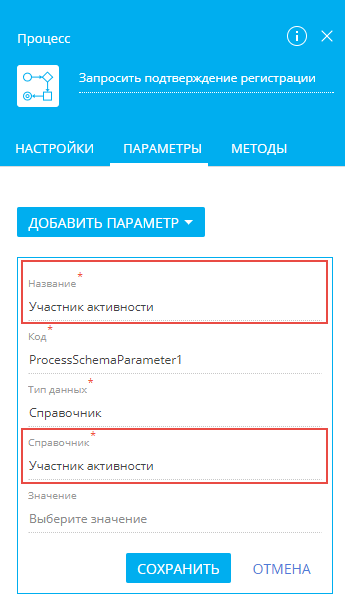 Процесс
Запросить подтверждение регистрации
НАСТРОЙКИ ПАРАМЕТРЫ МЕТОДЫ
ДОБАВИТЬ ПАРАМЕТР
Название*
Участник активности
Код*
ProcessSchemaParameter1
Тип данных*
Справочник
Справочник*
Участник активности
Значение
Выберите значение
СОХРАНИТЬ ОТМЕНА